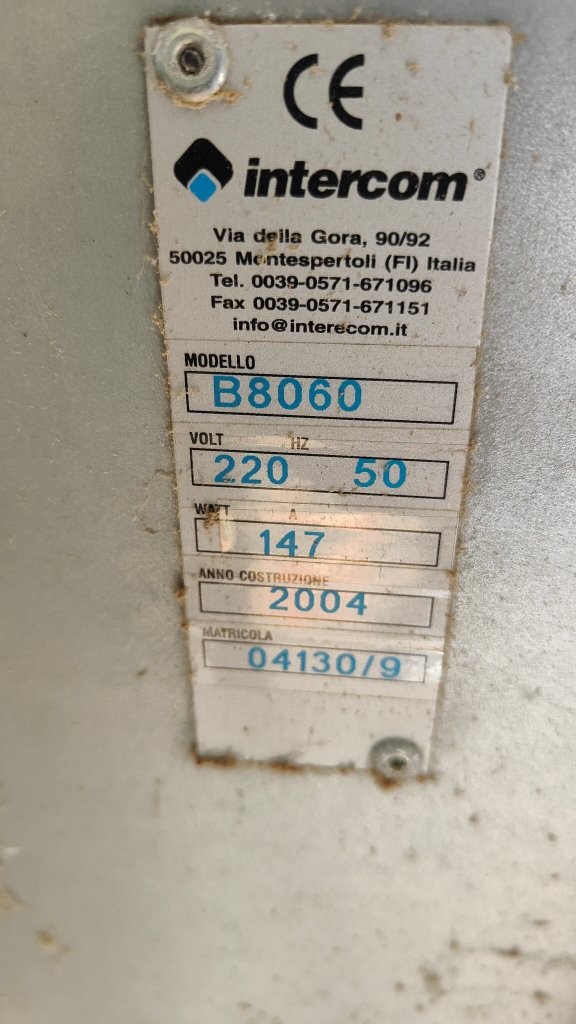 CE
intercom®
Via della Gora, 90/92
50025 Montespertoli (FI) Italia
Tel. 0039-0571-671096
Fax 0039-0571-671151
info@interecom.it
MODELLO
B8060
VOLT HZ
220 50
WATT A
147
ANNO COSTRUZIONE
2004
MATRICOLA
04130/9